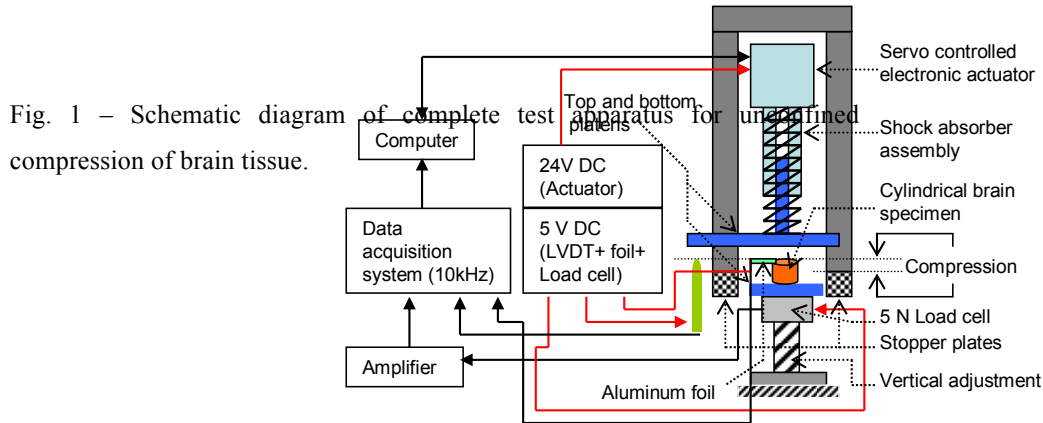 Servo controlled
electronic actuator
Top and bottom
platens
Fig. 1 – Schematic diagram of complete test apparatus for unconfined
compression of brain tissue.
Computer
Shock absorber
assembly
24V DC
(Actuator)
Cylindrical brain
specimen
Data
acquisition
system (10kHz)
5 V DC
(LVDT+ foil+
Load cell)
Compression
5 N Load cell
Stopper plates
Amplifier
Aluminum foil
Vertical adjustment